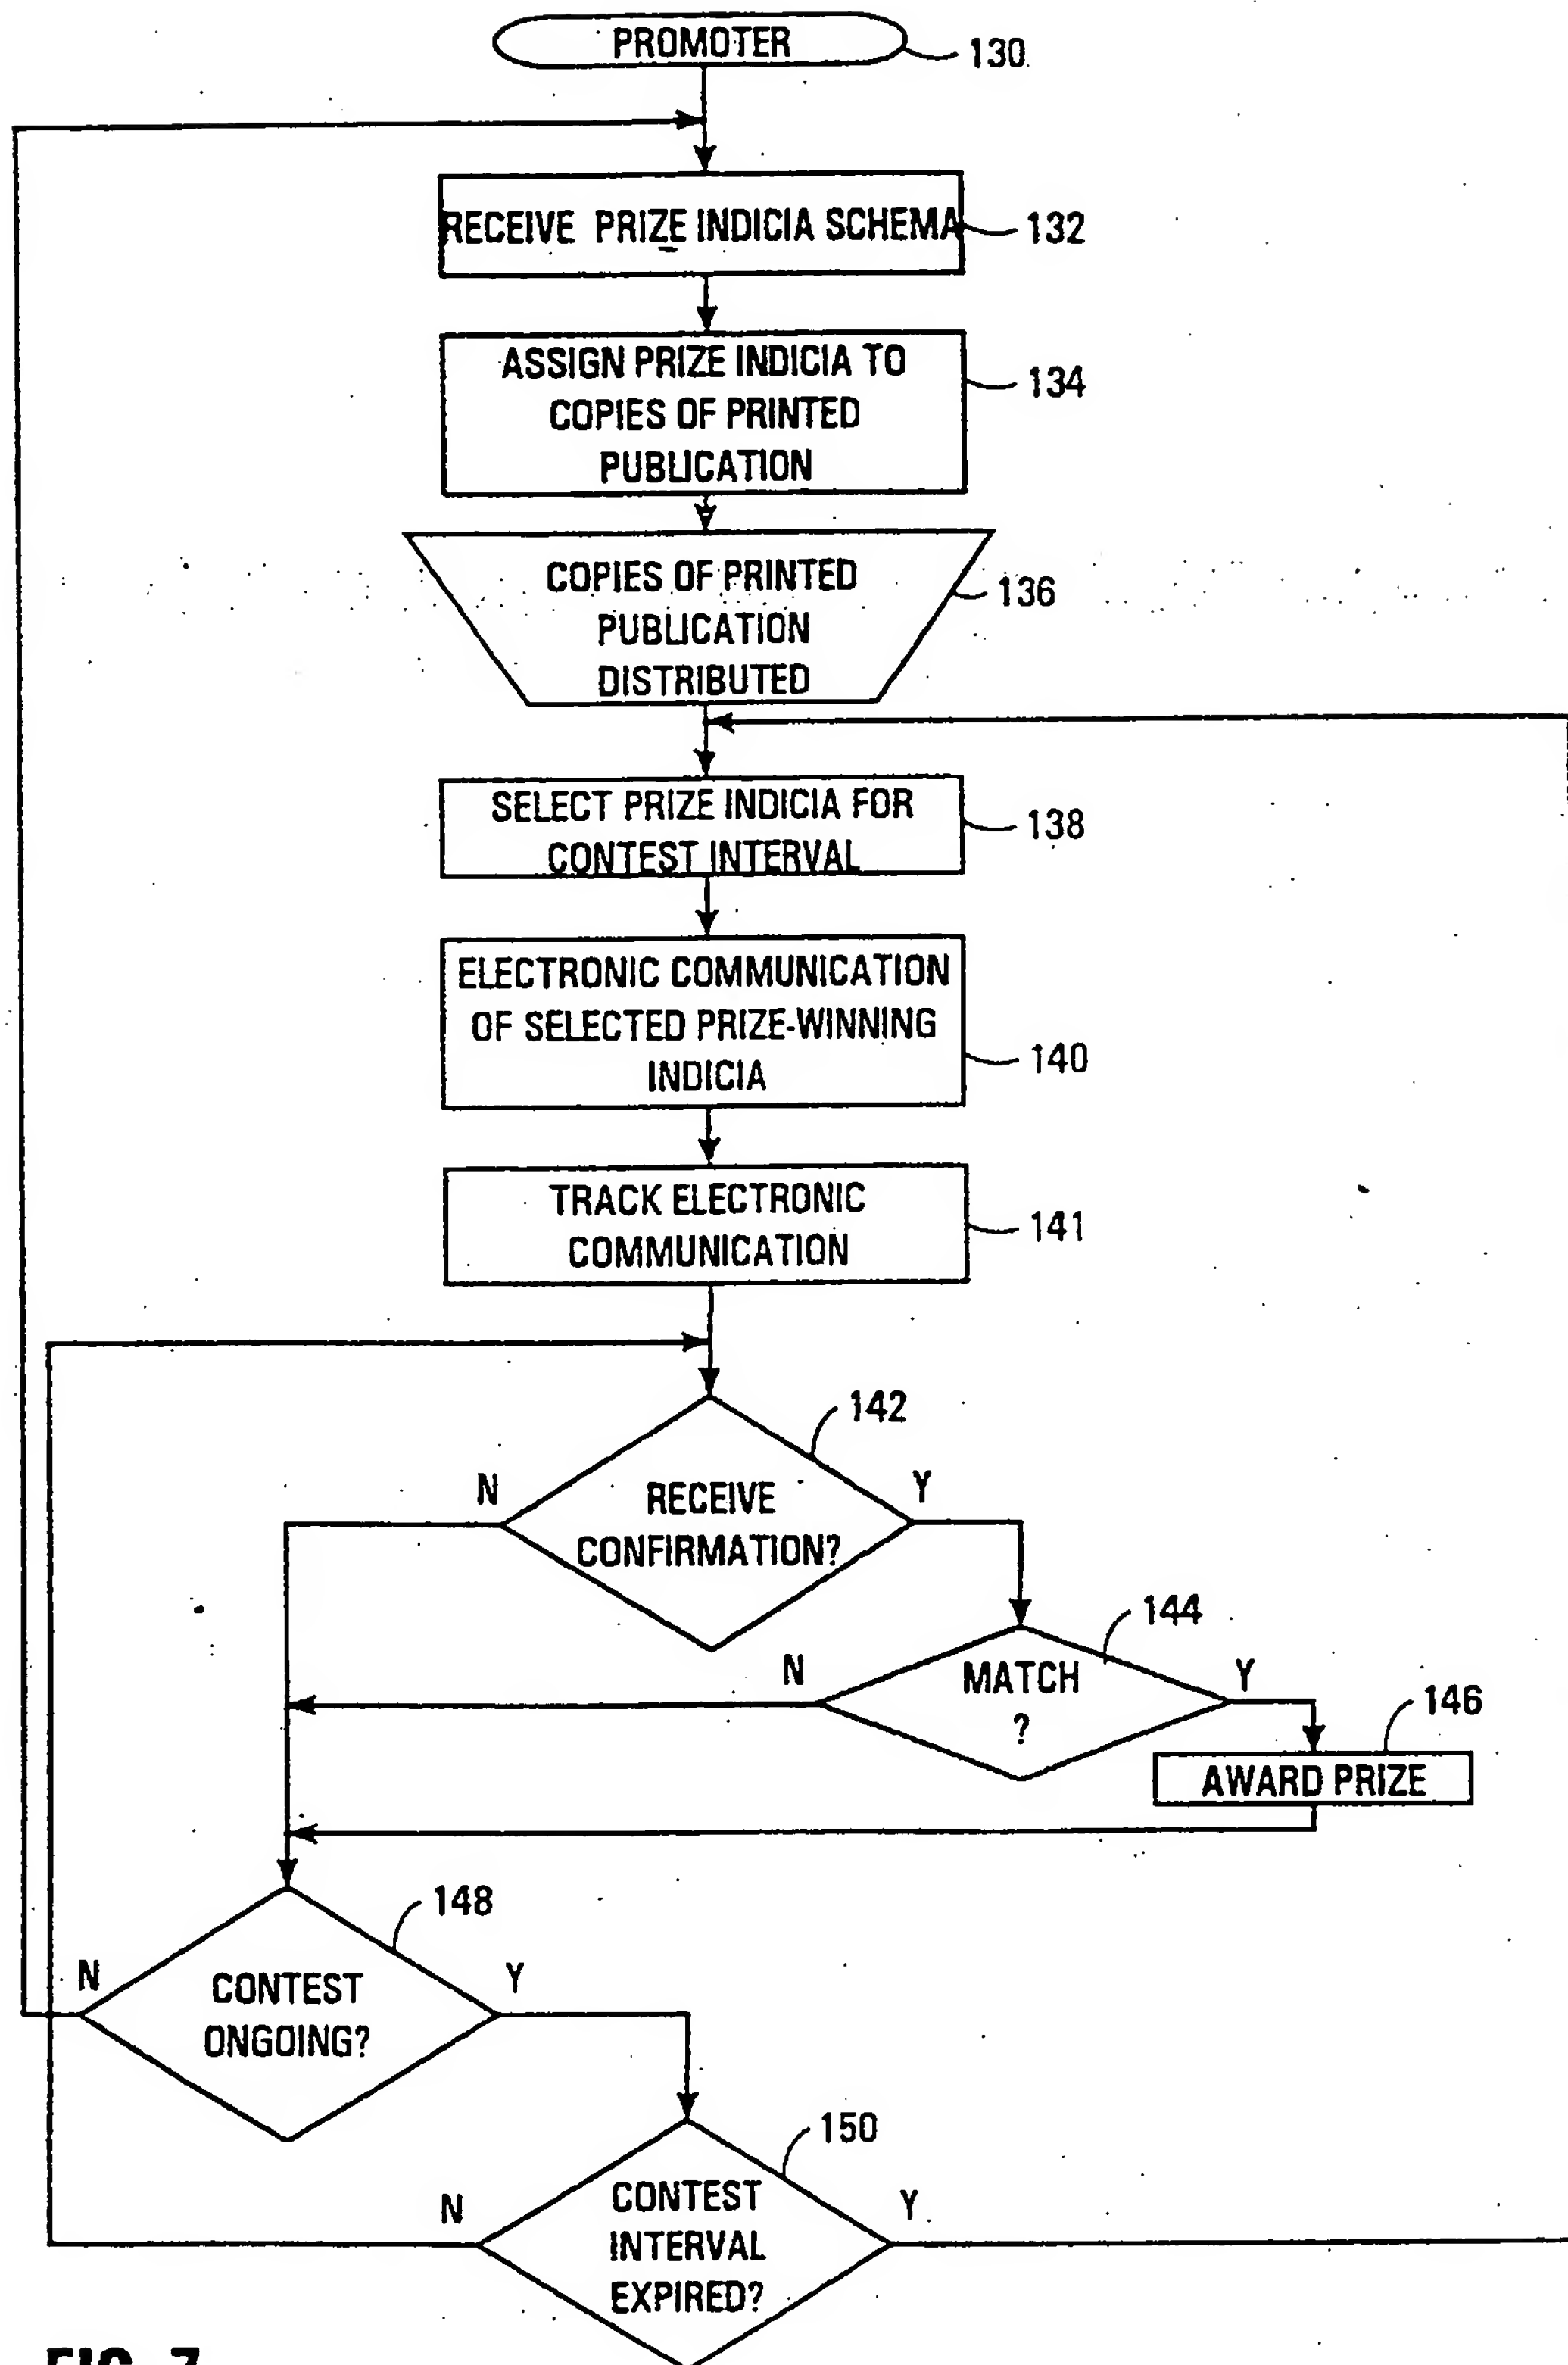 PROMOTER
130
RECEIVE PRIZE INDICIA SCHEMA
132
ASSIGN PRIZE INDICIA TO
COPIES OF PRINTED
PUBLICATION
134
COPIES OF PRINTED
PUBLICATION
DISTRIBUTED
136
SELECT PRIZE INDICIA FOR
CONTEST INTERVAL
138
ELECTRONIC COMMUNICATION
OF SELECTED PRIZE-WINNING
INDICIA
140
TRACK ELECTRONIC
COMMUNICATION
141
142
N
RECEIVE
CONFIRMATION?
Y
144
N
MATCH
?
Y
146
AWARD PRIZE
148
N
CONTEST
ONGOING?
Y
150
N
CONTEST
INTERVAL
EXPIRED?
Y
FIG. 7